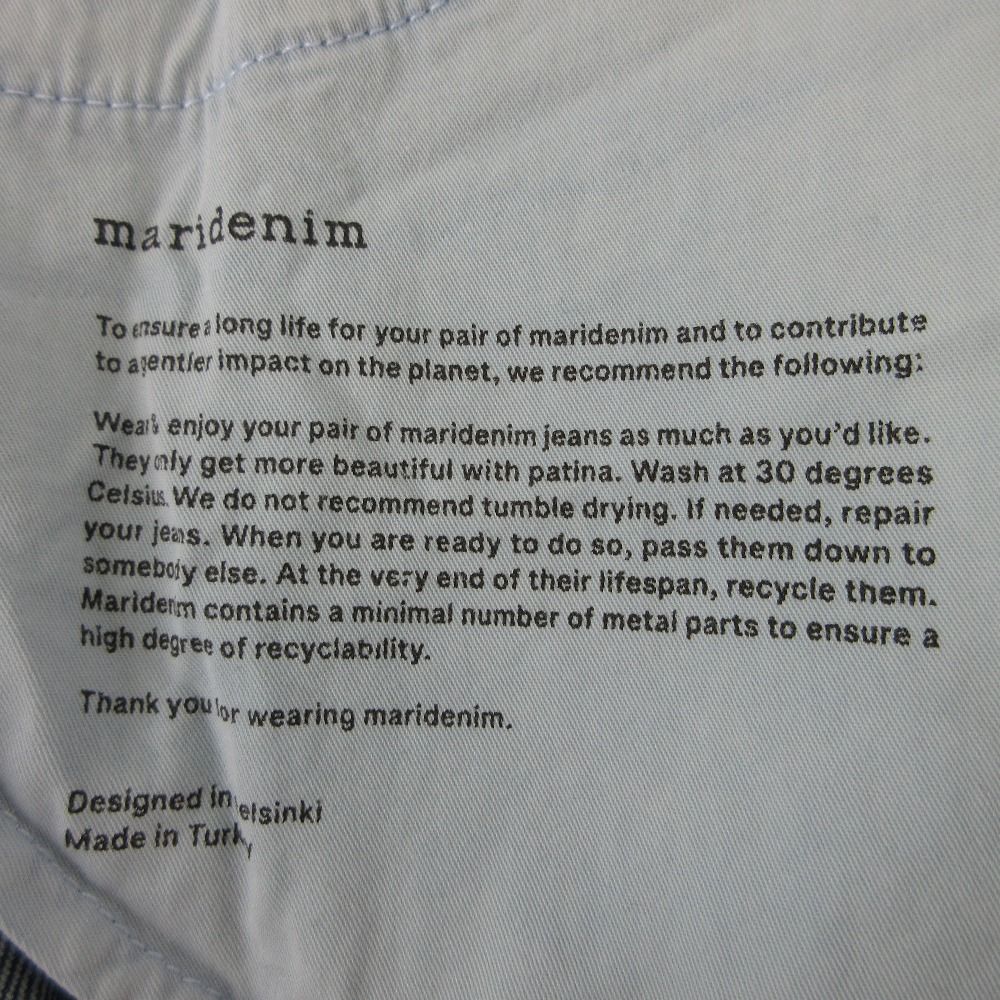 maridenim
To ensure a long life for your pair of maridenim and to contribute
to a gentler impact on the planet, we recommend the following:
Wear & enjoy your pair of maridenim jeans as much as you'd like.
They only get more beautiful with patina. Wash at 30 degrees
Celsius. We do not recommend tumble drying. If needed, repair
your jeans. When you are ready to do so, pass them down to
somebody else. At the very end of their lifespan, recycle them.
Maridenim contains a minimal number of metal parts to ensure a
high degree of recyclability.
Thank you for wearing maridenim.
Designed in Helsinki
Made in Turkey